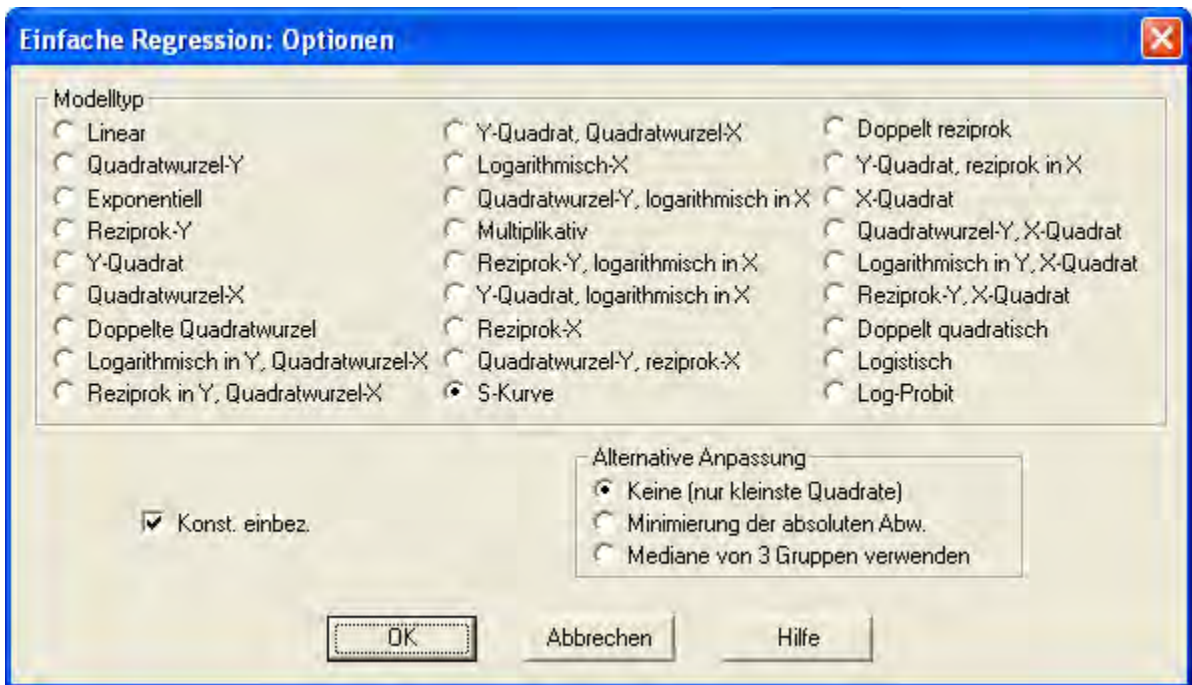 Einfache Regression: Optionen
Modelltyp
Linear
Quadratwurzel-Y
Exponentiell
Reziprok-Y
Y-Quadrat
Quadratwurzel-X
Doppelte Quadratwurzel
Logarithmisch in Y, Quadratwurzel-X
Reziprok in Y, Quadratwurzel-X
Y-Quadrat, Quadratwurzel-X
Logarithmisch-X
Quadratwurzel-Y, logarithmisch in X
Multiplikativ
Reziprok-Y, logarithmisch in X
Y-Quadrat, logarithmisch in X
Reziprok-X
Quadratwurzel-Y, reziprok-X
S-Kurve
Doppelt reziprok
Y-Quadrat, reziprok in X
X-Quadrat
Quadratwurzel-Y, X-Quadrat
Logarithmisch in Y, X-Quadrat
Reziprok-Y, X-Quadrat
Doppelt quadratisch
Logistisch
Log-Probit
Konst. einbez.
Alternative Anpassung
Keine (nur kleinste Quadrate)
Minimierung der absoluten Abw.
Mediane von 3 Gruppen verwenden
OK
Abbrechen
Hilfe